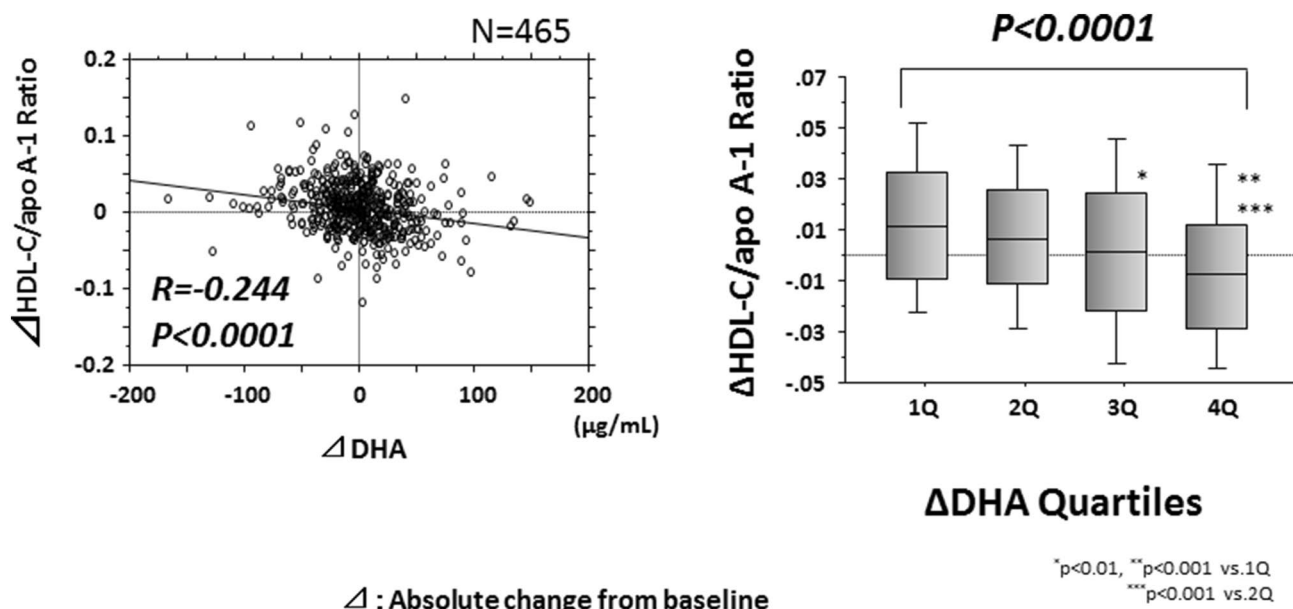 N=465
0.2
0.1
0
-0.1
-0.2
⊿HDL-C/apo A-1 Ratio
R=-0.244
P<0.0001
-200 -100 0 100 200
(µg/mL)
⊿ DHA
P<0.0001
.07
.03
.01
-.01
-.03
-.05
ΔHDL-C/apo A-1 Ratio
*
**
***
1Q 2Q 3Q 4Q
ΔDHA Quartiles
*p<0.01, **p<0.001 vs.1Q
***p<0.001 vs.2Q
⊿ : Absolute change from baseline